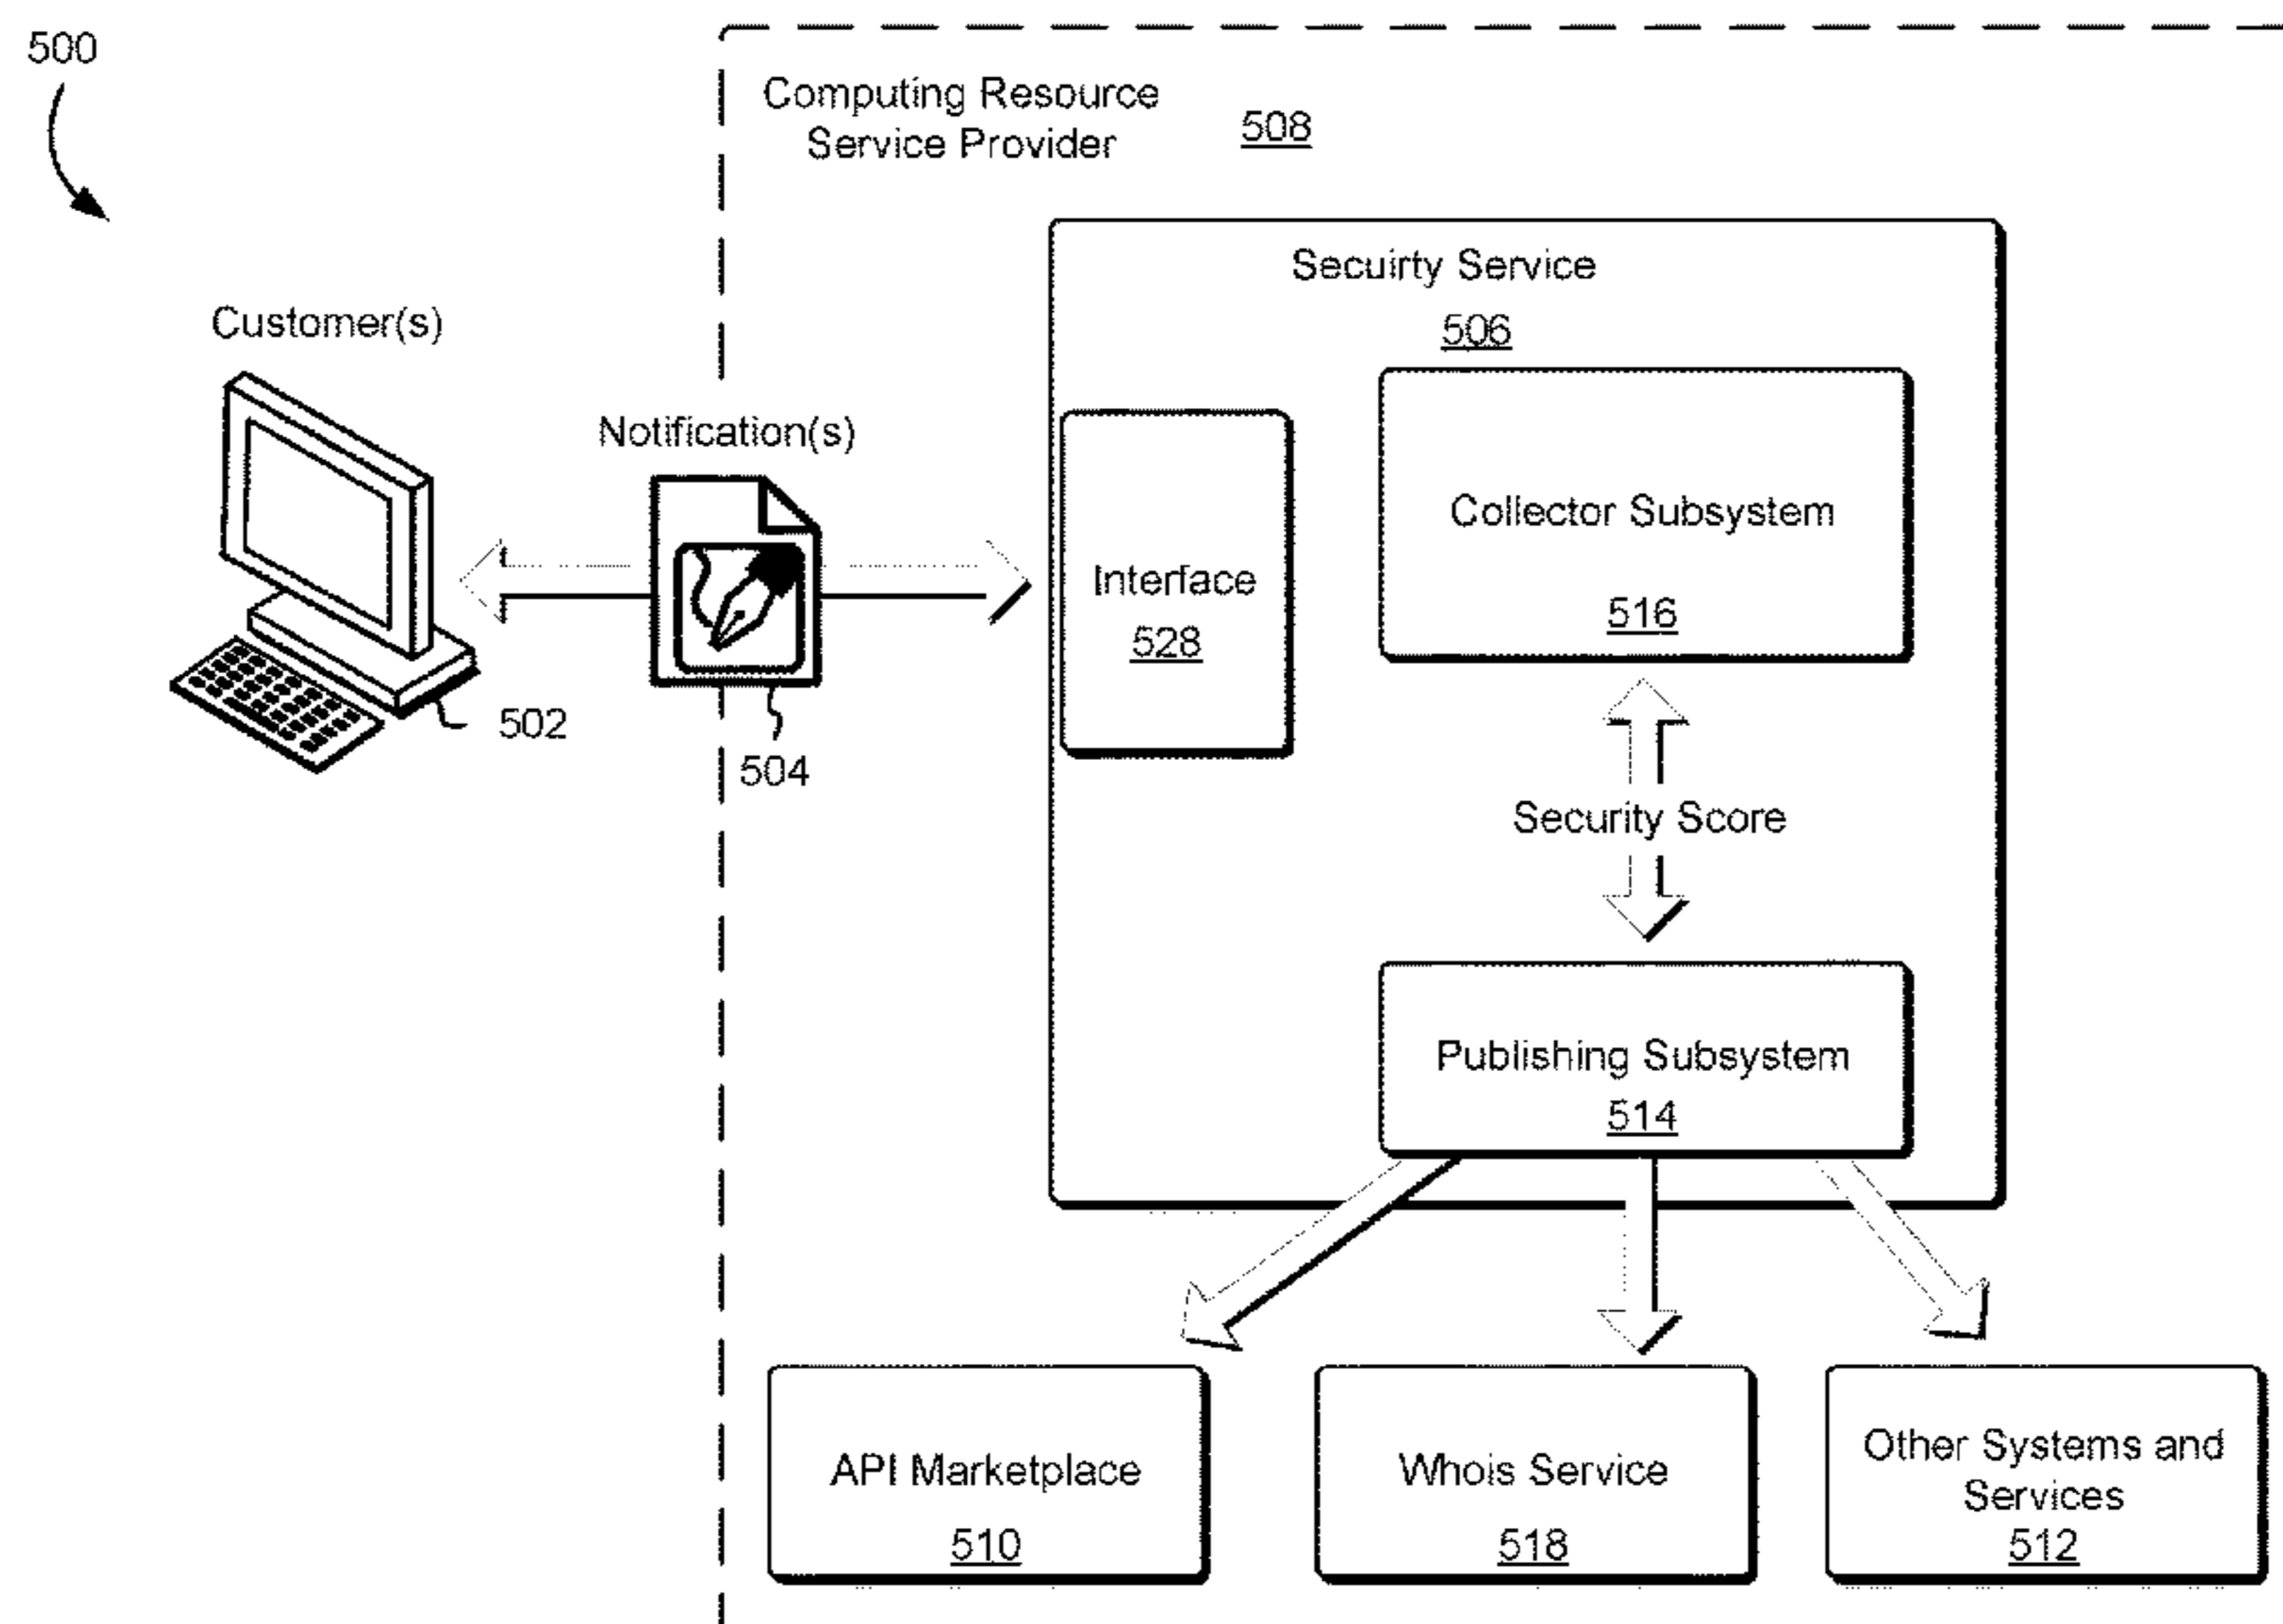 500
Computing Resource
Service Provider
508
Secuirty Service
506
Customer(s)
Notification(s)
Collector Subsystem
516
Interface
528
502
504
Security Score
Publishing Subsystem
514
API Marketplace
510
Whois Service
518
Other Systems and
Services
512